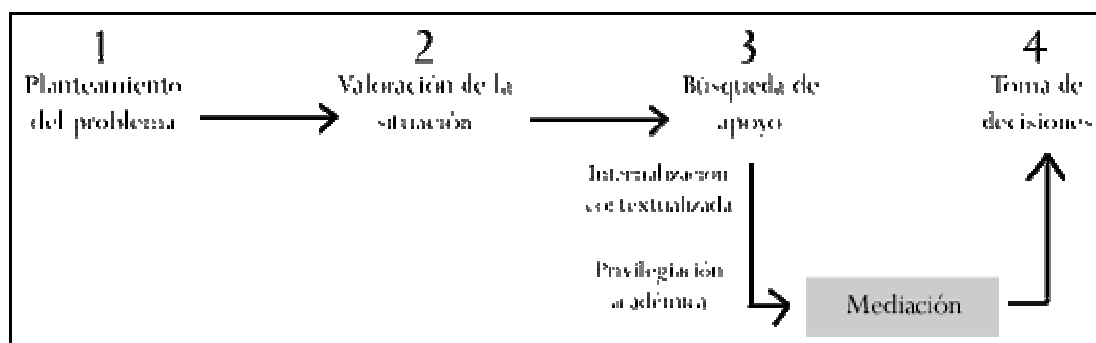 1
Planteamiento
del problema
2
Valoración de la
situación
3
Búsqueda de
apoyo
4
Toma de
decisiones
Internalización
contextualizada
Privilegiación
académica
Mediación